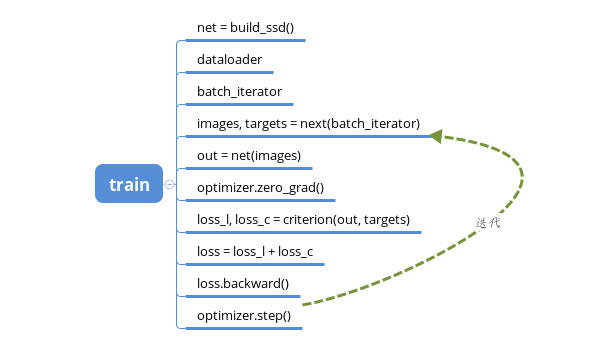 net = build_ssd()
dataloader
batch_iterator
images, targets = next(batch_iterator)
out = net(images)
train
optimizer.zero_grad()
loss_l, loss_c = criterion(out, targets)
迭代
loss = loss_l + loss_c
loss.backward()
optimizer.step()